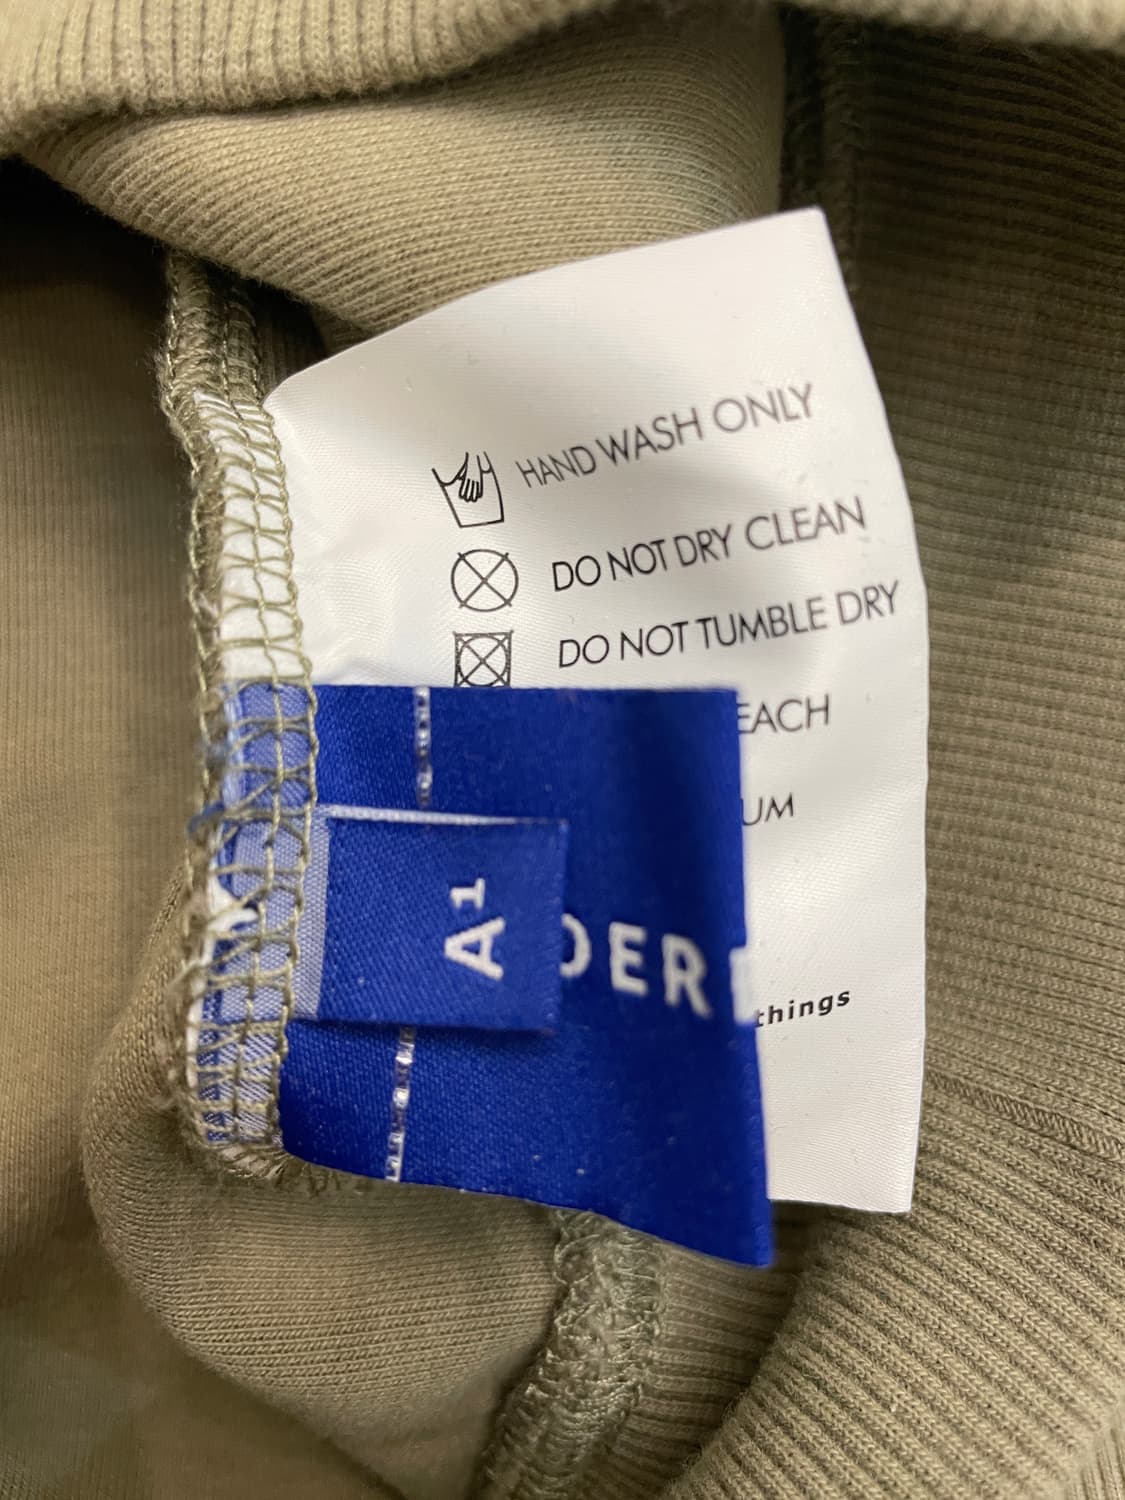 HAND WASH ONLY
DO NOT DRY CLEAN
DO NOT TUMBLE DRY
EACH
UM
A¹
DER
things